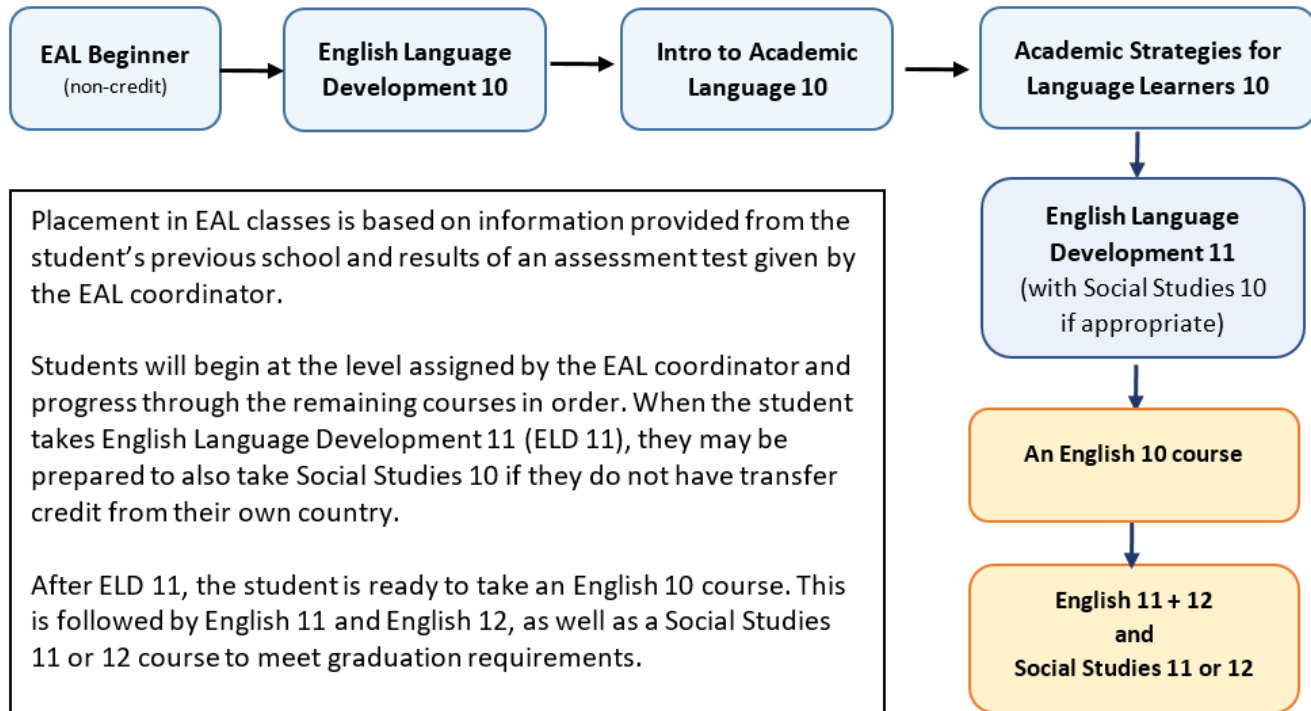 EAL Beginner
(non-credit)
English Language
Development 10
Intro to Academic
Language 10
Academic Strategies for
Language Learners 10
English Language
Development 11
(with Social Studies 10
if appropriate)
An English 10 course
English 11 + 12
and
Social Studies 11 or 12
Placement in EAL classes is based on information provided from the
student’s previous school and results of an assessment test given by
the EAL coordinator.
Students will begin at the level assigned by the EAL coordinator and
progress through the remaining courses in order. When the student
takes English Language Development 11 (ELD 11), they may be
prepared to also take Social Studies 10 if they do not have transfer
credit from their own country.
After ELD 11, the student is ready to take an English 10 course. This
is followed by English 11 and English 12, as well as a Social Studies
11 or 12 course to meet graduation requirements.